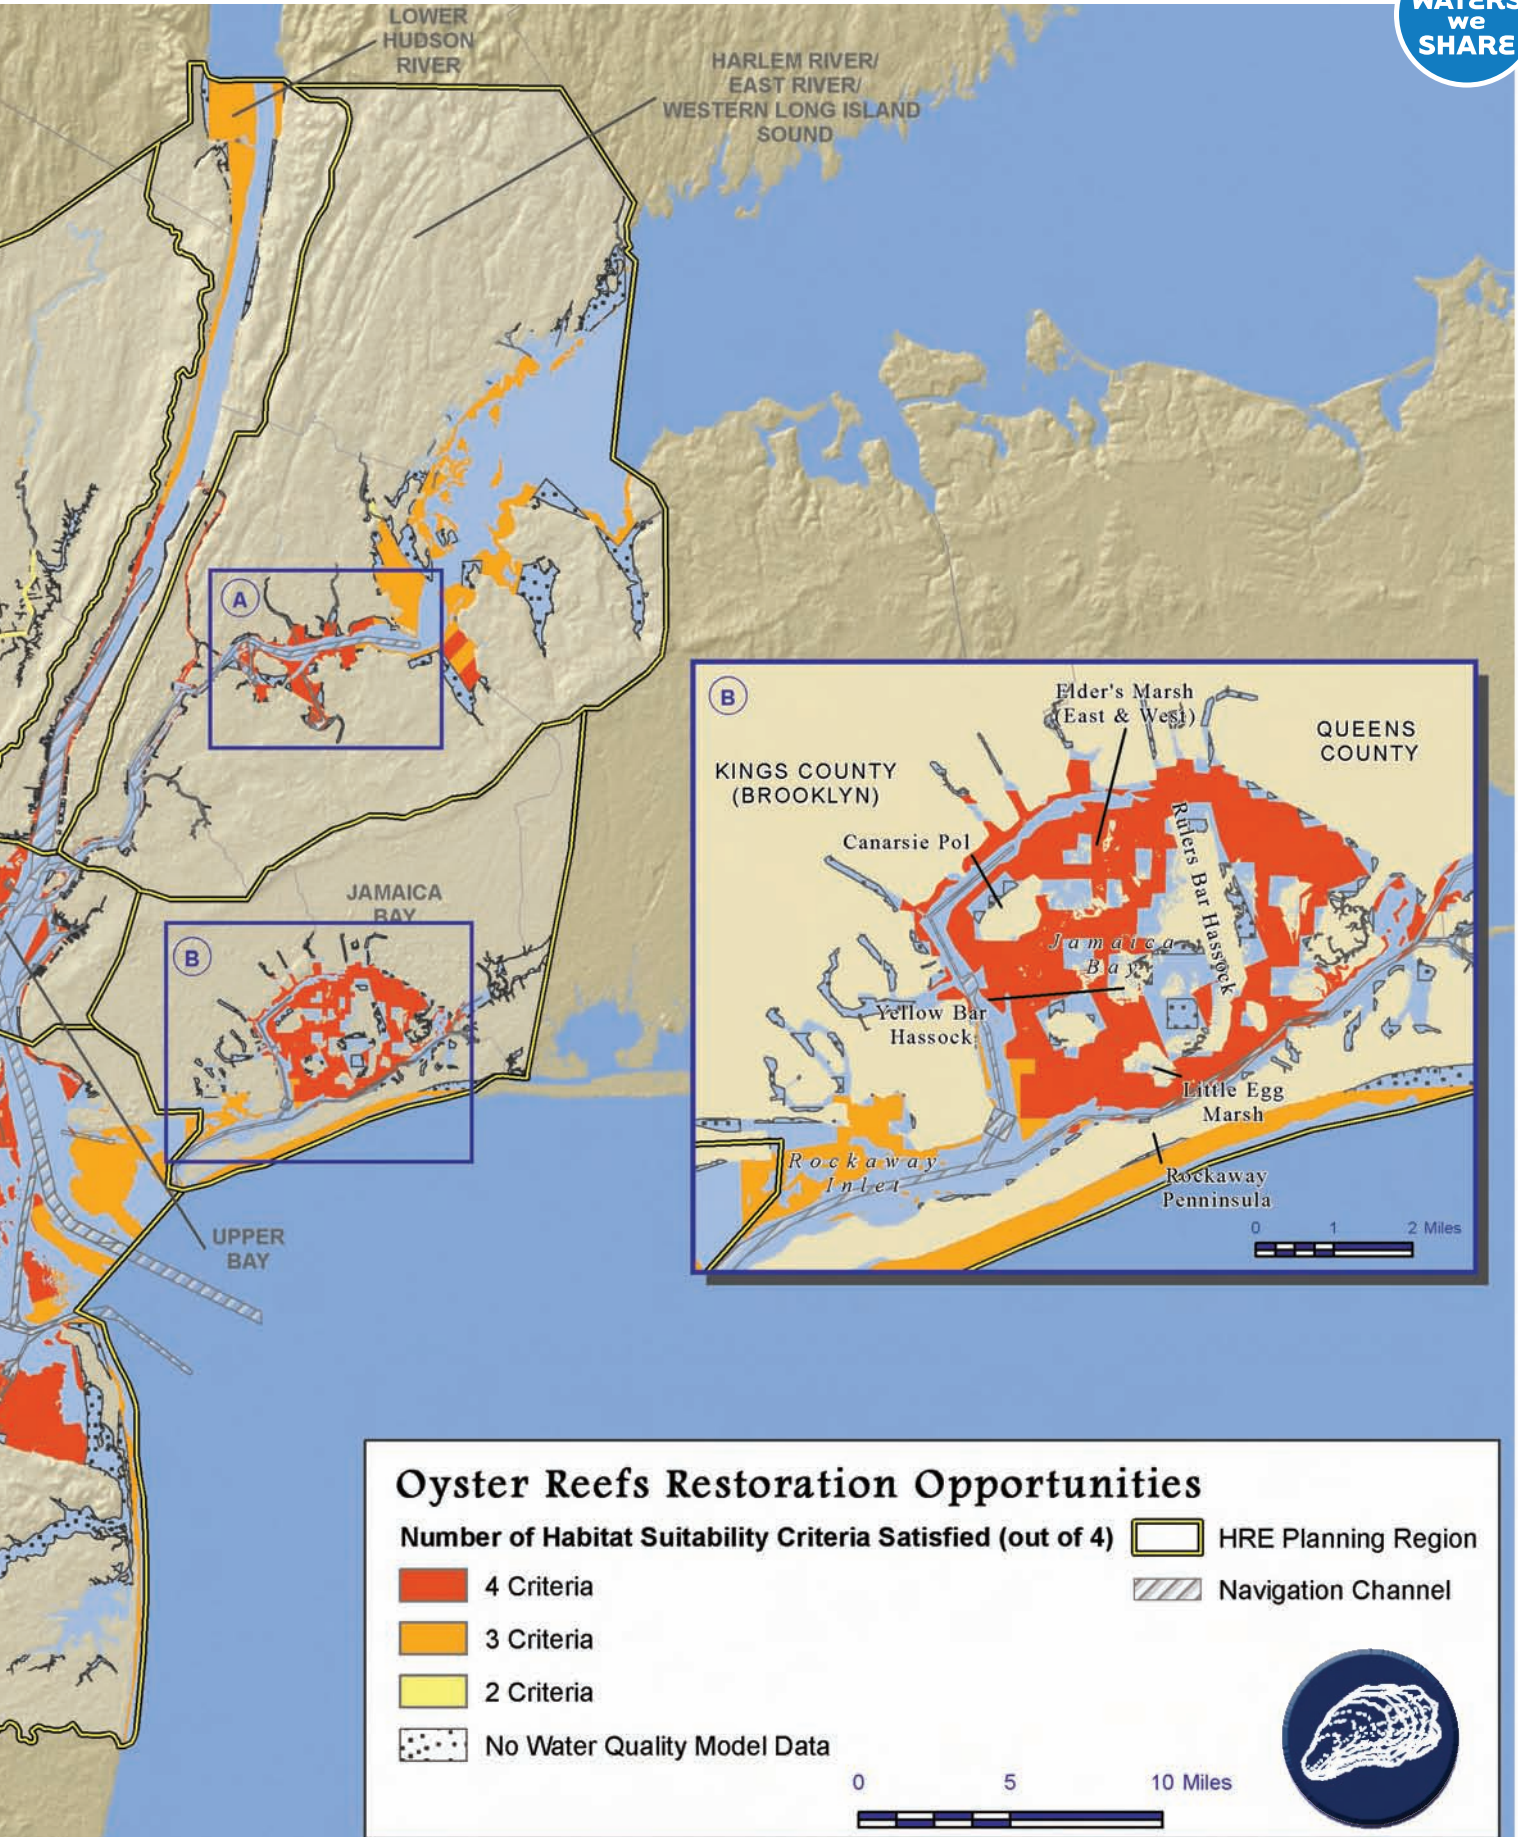 WATERS
we
SHARE
LOWER
HUDSON
RIVER
HARLEM RIVER/
EAST RIVER/
WESTERN LONG ISLAND
SOUND
A
B
Elder's Marsh
(East & West)
QUEENS
COUNTY
KINGS COUNTY
(BROOKLYN)
Canarsie Pol
Rulers Bar Hassock
Jamaica
Bay
Yellow Bar
Hassock
Little Egg
Marsh
Rockaway
Inlet
Rockaway
Penninsula
0 1 2 Miles
JAMAICA
BAY
B
UPPER
BAY
Oyster Reefs Restoration Opportunities
Number of Habitat Suitability Criteria Satisfied (out of 4)
4 Criteria
3 Criteria
2 Criteria
No Water Quality Model Data
HRE Planning Region
Navigation Channel
0 5 10 Miles